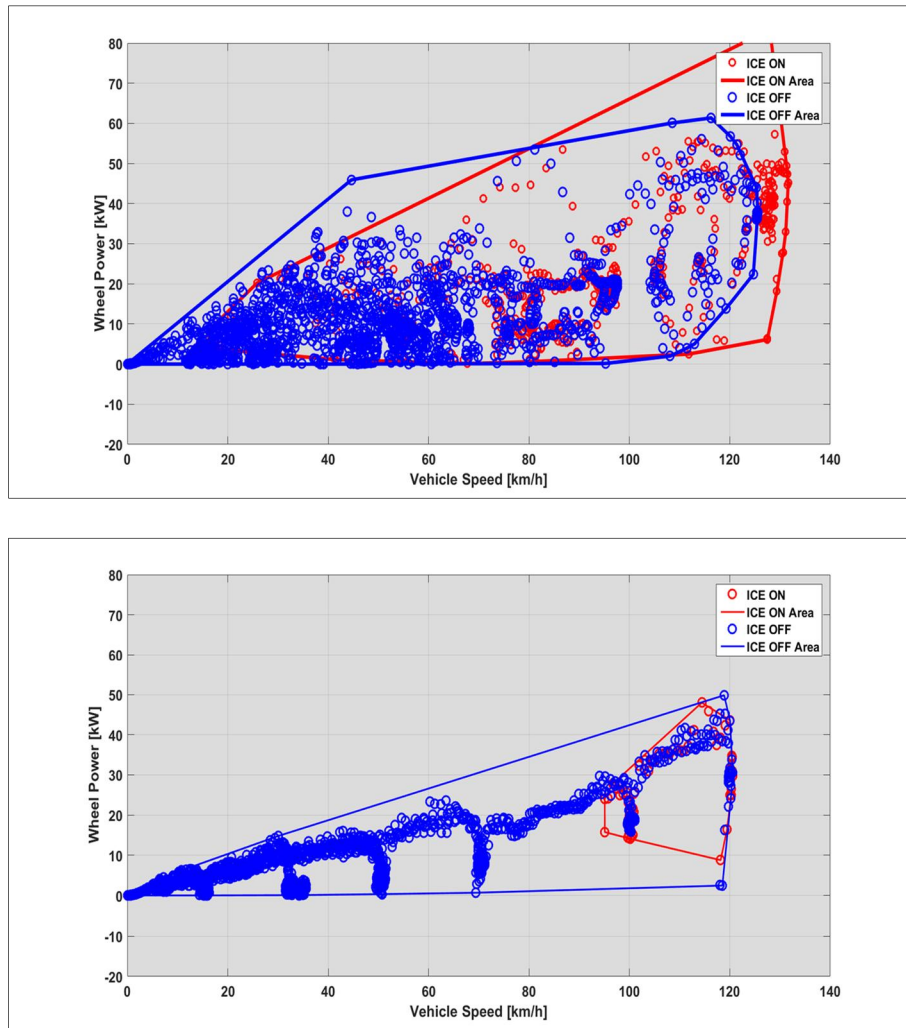 80
70
60
50
40
30
20
10
0
-10
-20
Wheel Power [kW]
ICE ON
ICE ON Area
ICE OFF
ICE OFF Area
0 20 40 60 80 100 120 140
Vehicle Speed [km/h]
80
70
60
50
40
30
20
10
0
-10
-20
Wheel Power [kW]
ICE ON
ICE ON Area
ICE OFF
ICE OFF Area
0 20 40 60 80 100 120 140
Vehicle Speed [km/h]